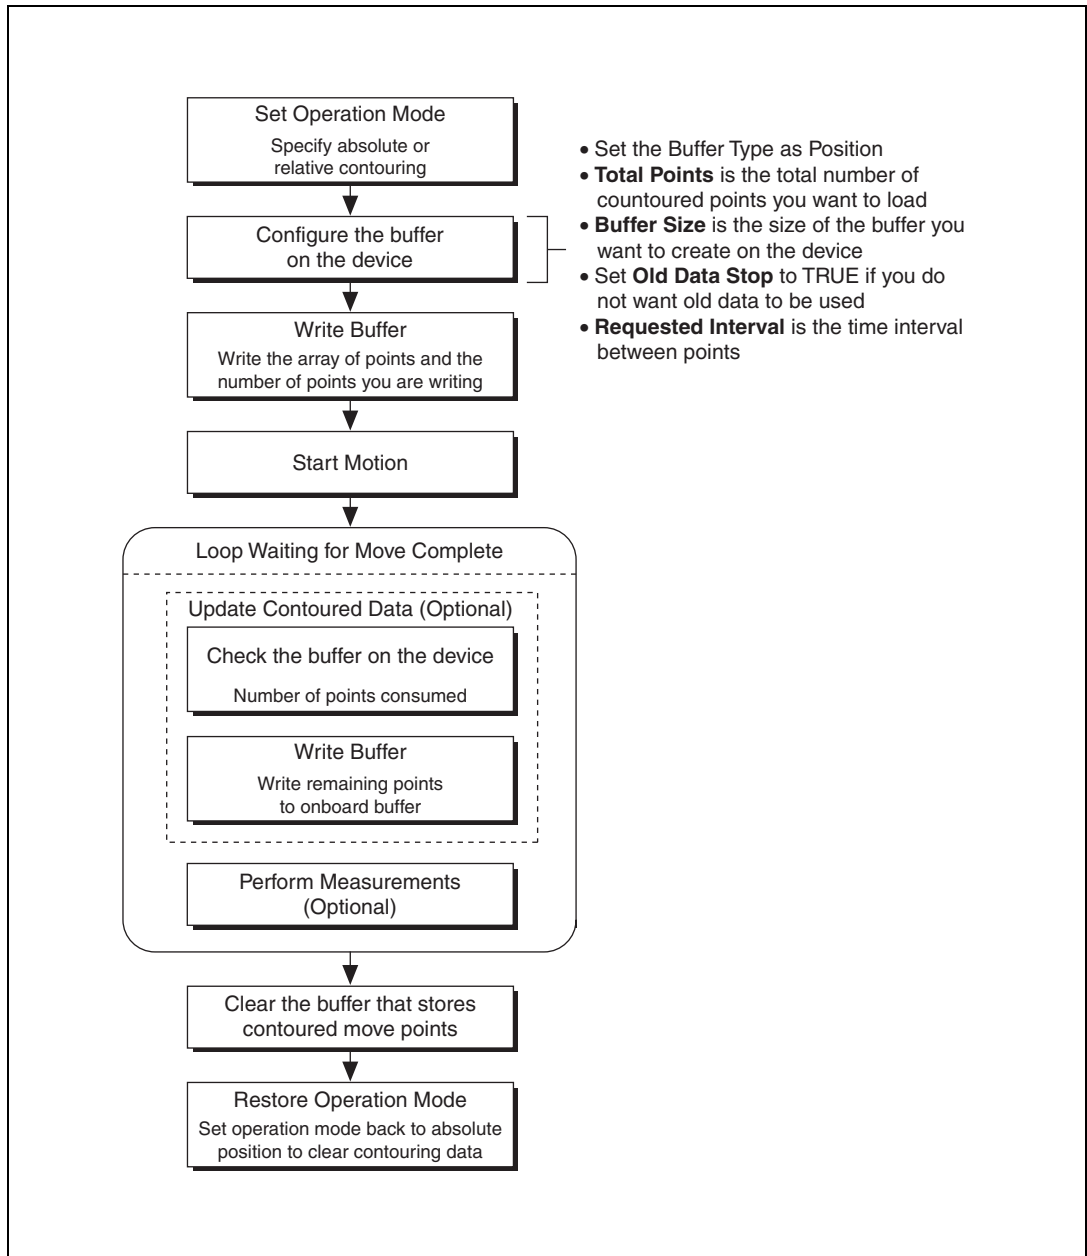 Set Operation Mode
Specify absolute or
relative contouring
• Set the Buffer Type as Position
• Total Points is the total number of
countoured points you want to load
• Buffer Size is the size of the buffer you
want to create on the device
• Set Old Data Stop to TRUE if you do
not want old data to be used
• Requested Interval is the time interval
between points
Configure the buffer
on the device
Write Buffer
Write the array of points and the
number of points you are writing
Start Motion
Loop Waiting for Move Complete
Update Contoured Data (Optional)
Check the buffer on the device
Number of points consumed
Write Buffer
Write remaining points
to onboard buffer
Perform Measurements
(Optional)
Clear the buffer that stores
contoured move points
Restore Operation Mode
Set operation mode back to absolute
position to clear contouring data